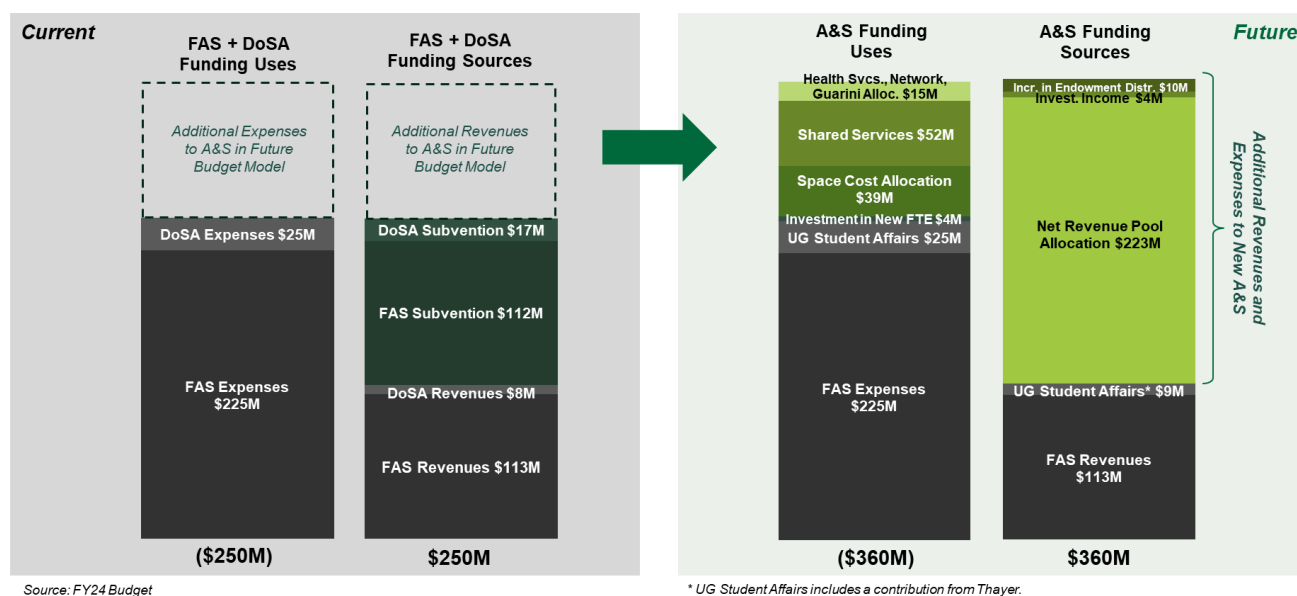 Current
FAS + DoSA
Funding Uses
FAS + DoSA
Funding Sources
Additional Expenses
to A&S in Future
Budget Model
Additional Revenues
to A&S in Future
Budget Model
DoSA Expenses $25M
DoSA Subvention $17M
FAS Subvention $112M
FAS Expenses
$225M
DoSA Revenues $8M
FAS Revenues $113M
($250M)
$250M
Source: FY24 Budget
Future
A&S Funding
Uses
A&S Funding
Sources
Health Svcs., Network,
Guarini Alloc. $15M
Shared Services $52M
Space Cost Allocation
$39M
Investment in New FTE $4M
UG Student Affairs $25M
FAS Expenses
$225M
($360M)
Incr. in Endowment Distr. $10M
Invest. Income $4M
Net Revenue Pool
Allocation $223M
UG Student Affairs* $9M
FAS Revenues
$113M
$360M
Additional Revenues and
Expenses to New A&S
* UG Student Affairs includes a contribution from Thayer.